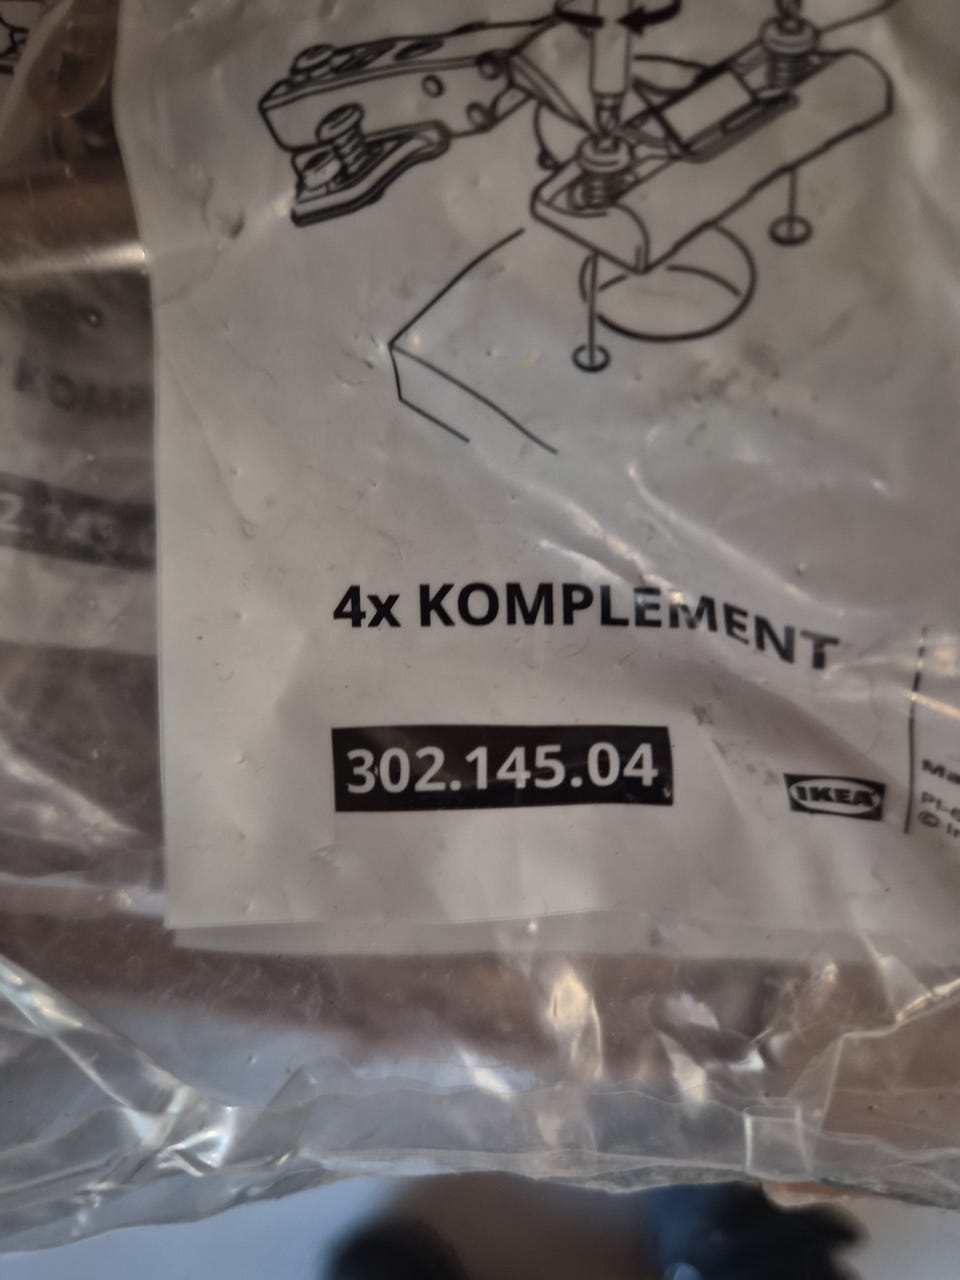 4x KOMPLEMENT
302.145.04
IKEA